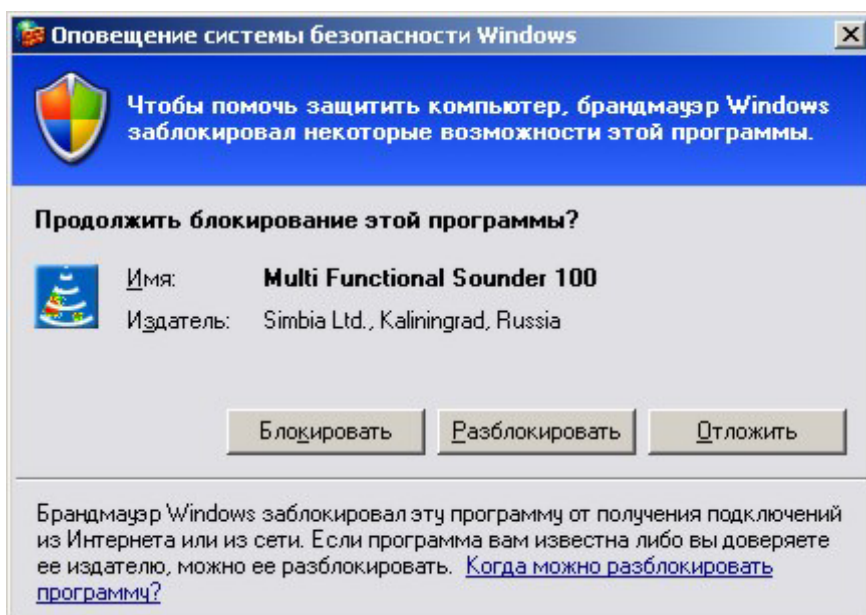 Оповещение системы безопасности Windows
Чтобы помочь защитить компьютер, брандмауэр Windows
заблокировал некоторые возможности этой программы.
Продолжить блокирование этой программы?
Имя: Multi Functional Sounder 100
Издатель: Simbia Ltd., Kaliningrad, Russia
Блокировать Разблокировать Отложить
Брандмауэр Windows заблокировал эту программу от получения подключений
из Интернета или из сети. Если программа вам известна либо вы доверяете
ее издателю, можно ее разблокировать. Когда можно разблокировать
программу?